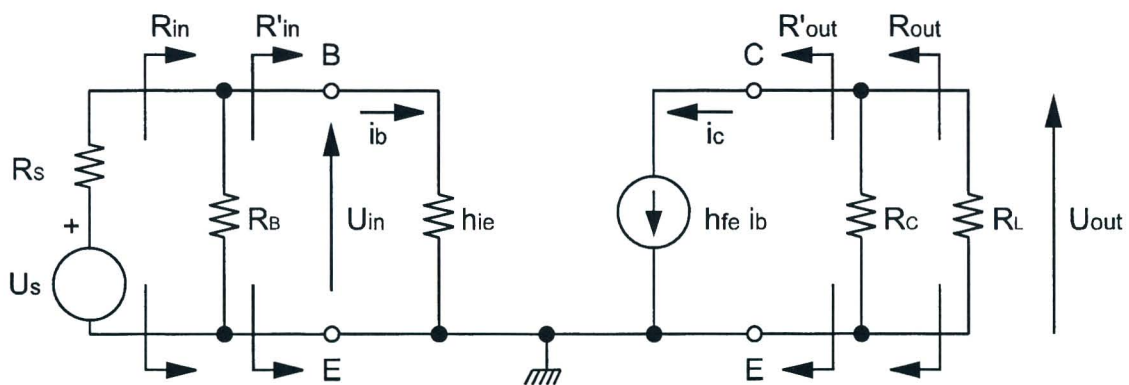 Rin
R'in
B
C
R'out
Rout
RS
+
US
RB
Uin
ib
hie
ic
hfe ib
RC
RL
Uout
E
E